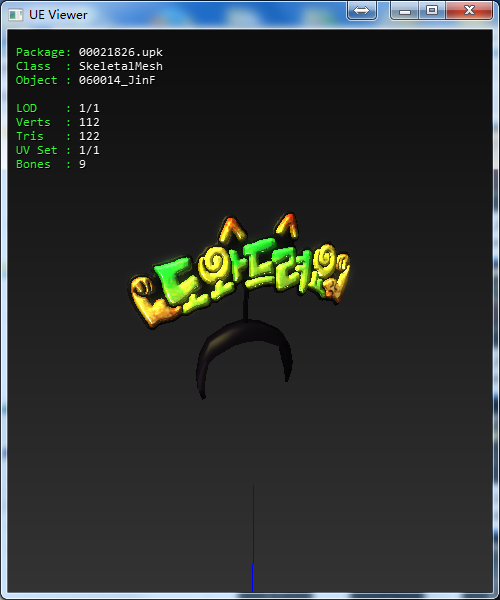 UE Viewer
Package: 00021826.upk
Class : SkeletalMesh
Object : 060014_JinF
LOD : 1/1
Verts : 112
Tris : 122
UV Set : 1/1
Bones : 9
도와드려요